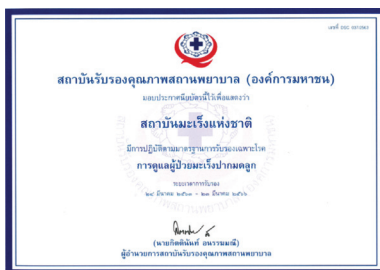 สถาบันรับรองคุณภาพสถานพยาบาล (องค์การมหาชน)
มอบประกาศนียบัตรนี้ไว้เพื่อแสดงว่า
สถาบันมะเร็งแห่งชาติ
มีการปฏิบัติตามมาตรฐานการรับรองเฉพาะโรค
การดูแลผู้ป่วยมะเร็งปากมดลูก
ระยะเวลาการรับรอง
มีนาคม - มีนาคม
(นายกิตตินันท์ อนรรฆมณี)
ผู้อำนวยการสถาบันรับรองคุณภาพสถานพยาบาล